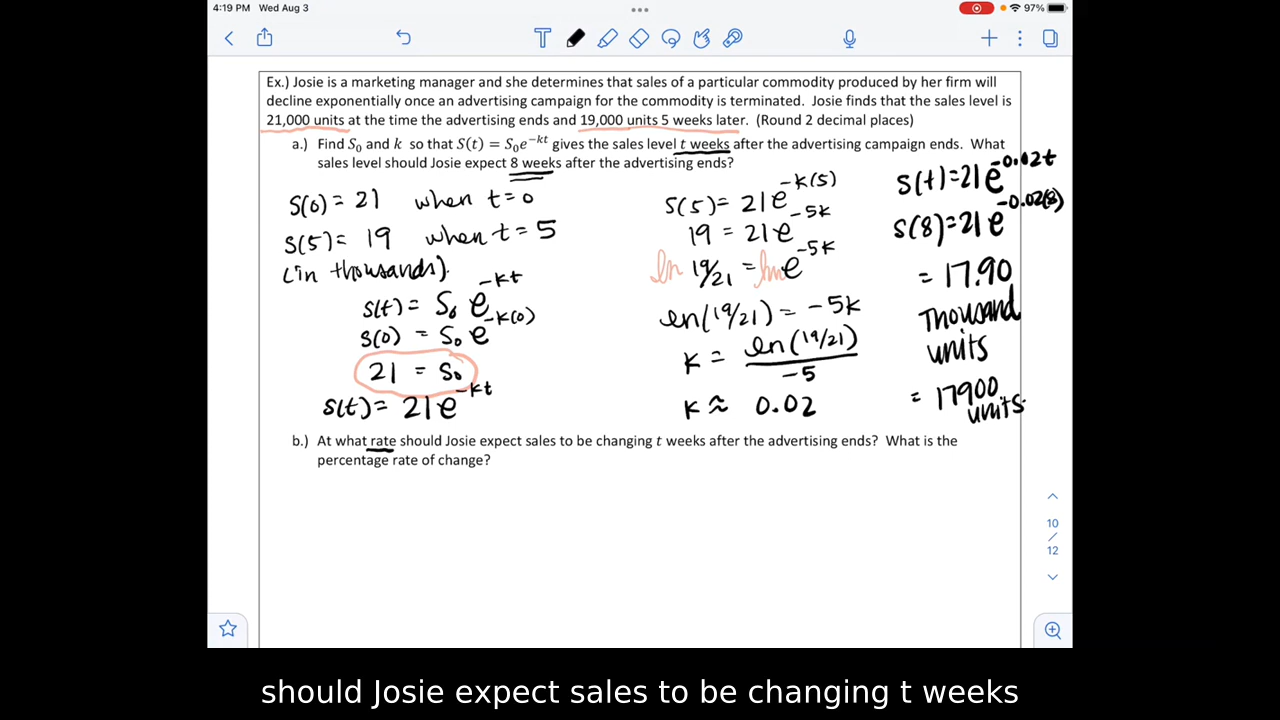 4:19 PM Wed Aug 3
97%
Ex.) Josie is a marketing manager and she determines that sales of a particular commodity produced by her firm will
decline exponentially once an advertising campaign for the commodity is terminated. Josie finds that the sales level is
21,000 units at the time the advertising ends and 19,000 units 5 weeks later. (Round 2 decimal places)
a.) Find S₀ and k so that S(t) = S₀e^{-kt} gives the sales level t weeks after the advertising campaign ends. What
sales level should Josie expect 8 weeks after the advertising ends?
S(0) = 21 when t=0
S(5) = 19 when t=5
(in thousands).
S(t) = S₀ e^{-kt}
S(0) = S₀ e^{-k(0)}
21 = S₀
S(t) = 21e^{-kt}
S(5) = 21e^{-k(5)}
19 = 21e^{-5k}
ln 19/21 = ln e^{-5k}
ln(19/21) = -5k
k = ln(19/21) / -5
k ≈ 0.02
S(t)=21e^{-0.02t}
S(8)=21e^{-0.02(8)}
= 17.90
Thousand
units
= 17900
units.
b.) At what rate should Josie expect sales to be changing t weeks after the advertising ends? What is the
percentage rate of change?
10
/
12
should Josie expect sales to be changing t weeks